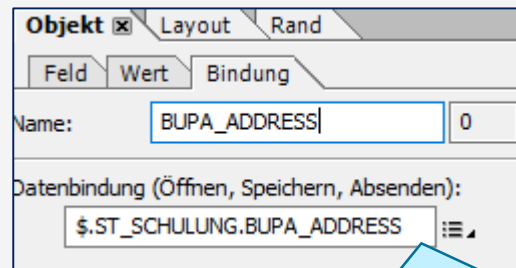 Objekt Layout Rand
Feld Wert Bindung
Name: BUPA_ADDRESS 0
Datenbindung (Öffnen, Speichern, Absenden):
$.ST_SCHULUNG.BUPA_ADDRESS